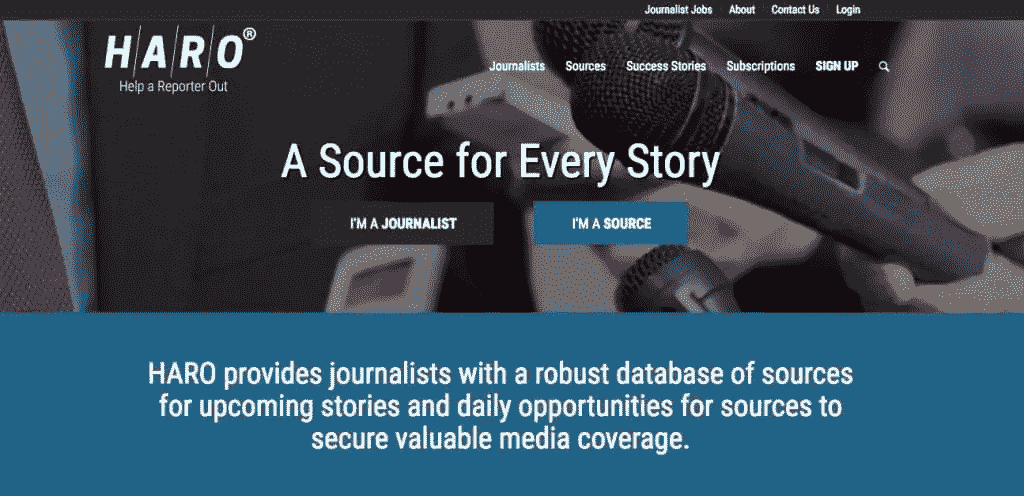 Journalist Jobs About Contact Us Login
H/A/R/O®
Help a Reporter Out
Journalists Sources Success Stories Subscriptions SIGN UP
A Source for Every Story
I'M A JOURNALIST I'M A SOURCE
HARO provides journalists with a robust database of sources
for upcoming stories and daily opportunities for sources to
secure valuable media coverage.